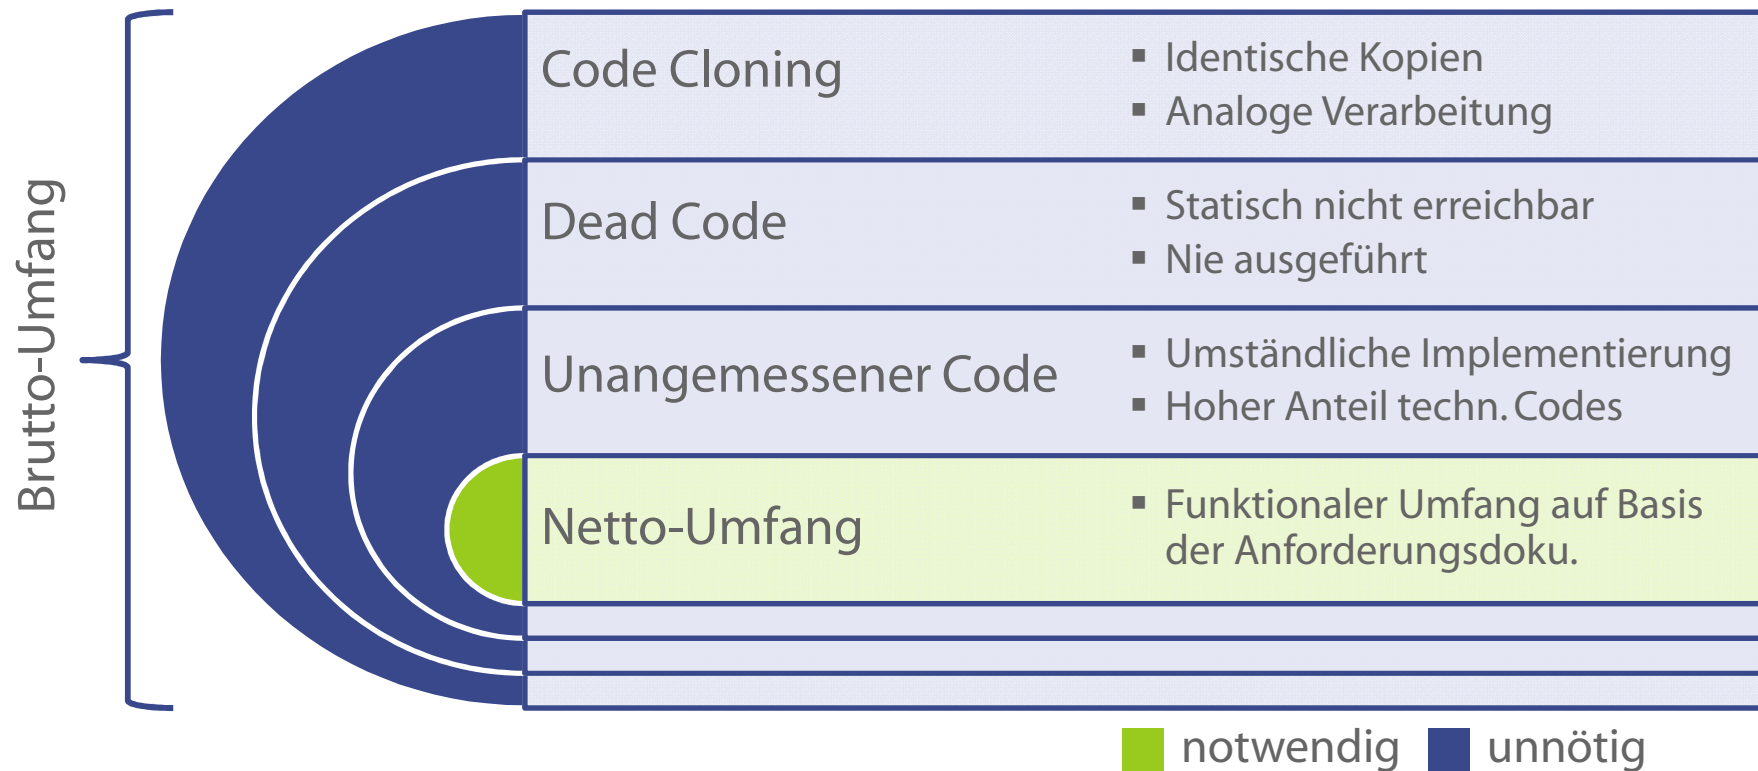 Brutto-Umfang
Code Cloning
▪ Identische Kopien
▪ Analoge Verarbeitung
Dead Code
▪ Statisch nicht erreichbar
▪ Nie ausgeführt
Unangemessener Code
▪ Umständliche Implementierung
▪ Hoher Anteil techn. Codes
Netto-Umfang
▪ Funktionaler Umfang auf Basis
der Anforderungsdoku.
notwendig
unnötig